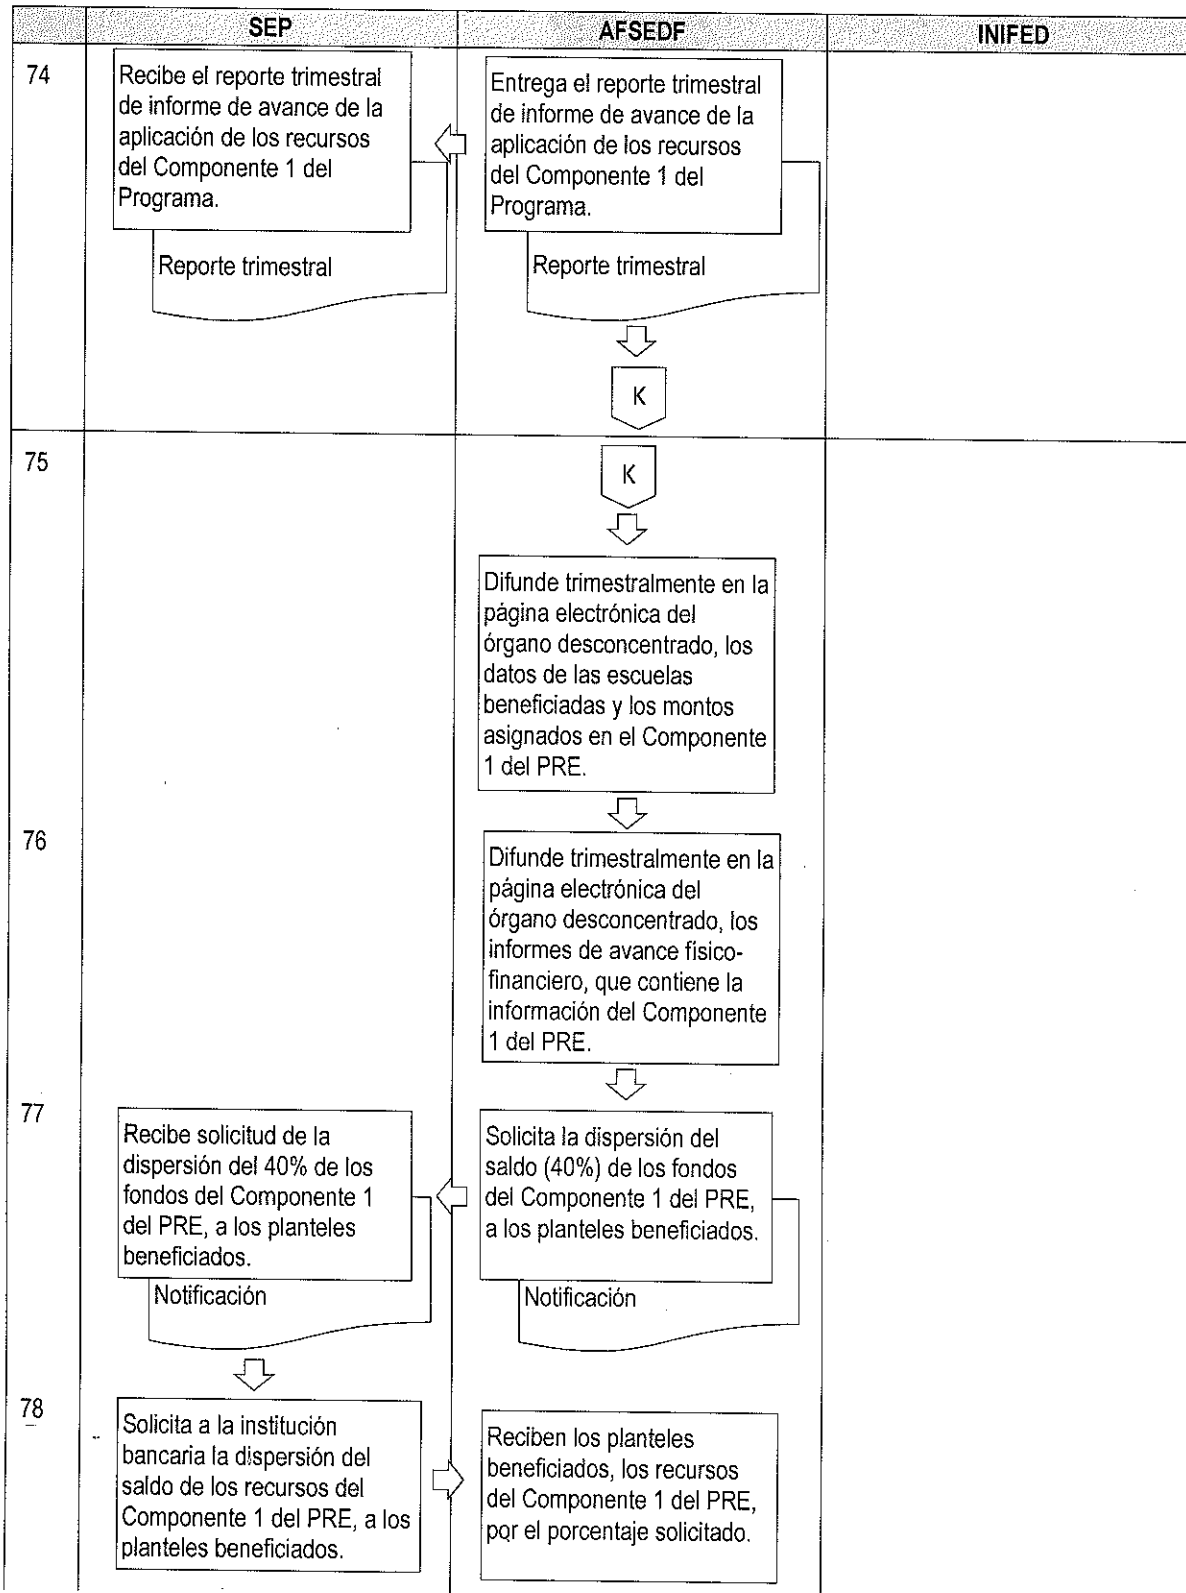 SEP
AFSEDF
INIFED
74
Recibe el reporte trimestral
de informe de avance de la
aplicación de los recursos
del Componente 1 del
Programa.
Reporte trimestral
Entrega el reporte trimestral
de informe de avance de la
aplicación de los recursos
del Componente 1 del
Programa.
Reporte trimestral
K
75
K
Difunde trimestralmente en la
página electrónica del
órgano desconcentrado, los
datos de las escuelas
beneficiadas y los montos
asignados en el Componente
1 del PRE.
76
Difunde trimestralmente en la
página electrónica del
órgano desconcentrado, los
informes de avance físico-
financiero, que contiene la
información del Componente
1 del PRE.
77
Recibe solicitud de la
dispersión del 40% de los
fondos del Componente 1
del PRE, a los planteles
beneficiados.
Notificación
Solicita la dispersión del
saldo (40%) de los fondos
del Componente 1 del PRE,
a los planteles beneficiados.
Notificación
78
Solicita a la institución
bancaria la dispersión del
saldo de los recursos del
Componente 1 del PRE, a los
planteles beneficiados.
Reciben los planteles
beneficiados, los recursos
del Componente 1 del PRE,
por el porcentaje solicitado.